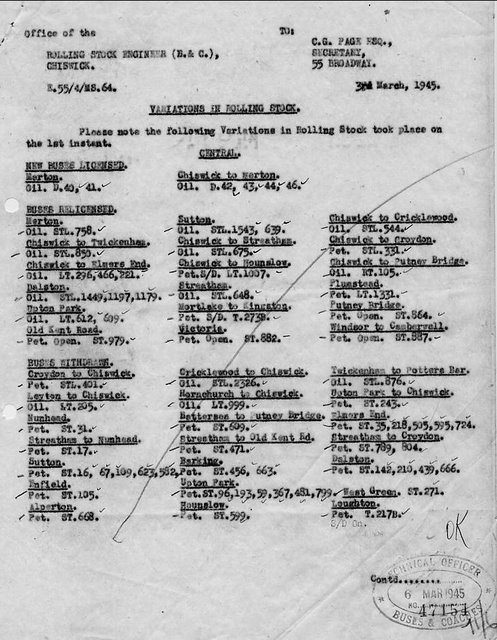 Office of the
TO:
ROLLING STOCK ENGINEER (B.& C.),
CHISWICK.
C.G. PAGE ESQ.,
SECRETARY,
55 BROADWAY.
R.55/4/MS.64.
3rd March, 1945.
VARIATIONS IN ROLLING STOCK.
Please note the following Variations in Rolling Stock took place on
the 1st instant.
CENTRAL.
NEW BUSES LICENSED.
Merton.
Oil. D.40, 41.
Chiswick to Merton.
Oil. D.42, 43, 44, 46.
BUSES RELICENSED.
Merton.
Oil. STL.758.
Chiswick to Twickenham.
Oil. STL.850.
Chiswick to Elmers End.
Oil. LT.296,466,221.
Dalston.
Oil. STL.1449,1197,1179.
Upton Park.
Oil. LT.612, 609.
Old Kent Road.
Pet. Open. ST.979.
Sutton.
Oil. STL.1543, 639.
Chiswick to Streatham.
Oil. STL.675.
Chiswick to Hounslow.
Pet.S/D. LT.1007.
Streatham.
Oil. STL.648.
Mortlake to Kingston.
Pet. S/D. T.273B.
Victoria.
Pet. Open. ST.882.
Chiswick to Cricklewood.
Oil. STL.544.
Chiswick to Croydon.
Pet. STL.331.
Chiswick to Putney Bridge.
Oil. RT.105.
Plumstead.
Pet. LT.1331.
Putney Bridge.
Pet. Open. ST.864.
Windsor to Camberwell.
Pet. Open. ST.887.
BUSES WITHDRAWN.
Croydon to Chiswick.
Pet. STL.401.
Leyton to Chiswick.
Oil. LT.205.
Nunhead.
Pet. ST.31.
Streatham to Nunhead.
Pet. ST.17.
Sutton.
Pet. ST.16, 67,109,623,582,
Enfield.
Pet. ST.105.
Alperton.
Pet. ST.668.
Cricklewood to Chiswick.
Oil. STL.2326.
Hornchurch to Chiswick.
Oil. LT.999.
Battersea to Putney Bridge.
Pet. ST.609.
Streatham to Old Kent Rd.
Pet. ST.471.
Barking.
Pet. ST.456, 663.
Upton Park.
Pet.ST.96,193,59,367,481,799.
Hounslow.
Pet. ST.599.
Twickenham to Potters Bar.
Oil. STL.876.
Upton Park to Chiswick.
Pet. ST.243.
Elmers End.
Pet. ST.35,218,505,595,724.
Streatham to Croydon.
Pet. ST.789, 804.
Dalston.
Pet. ST.142,210,439,666.
West Green. ST.271.
Loughton.
Pet. T.217B.
S/D On.
OK
Contd........
TECHNICAL OFFICER
6 MAR 1945
NO.
47154
BUSES & COACHES